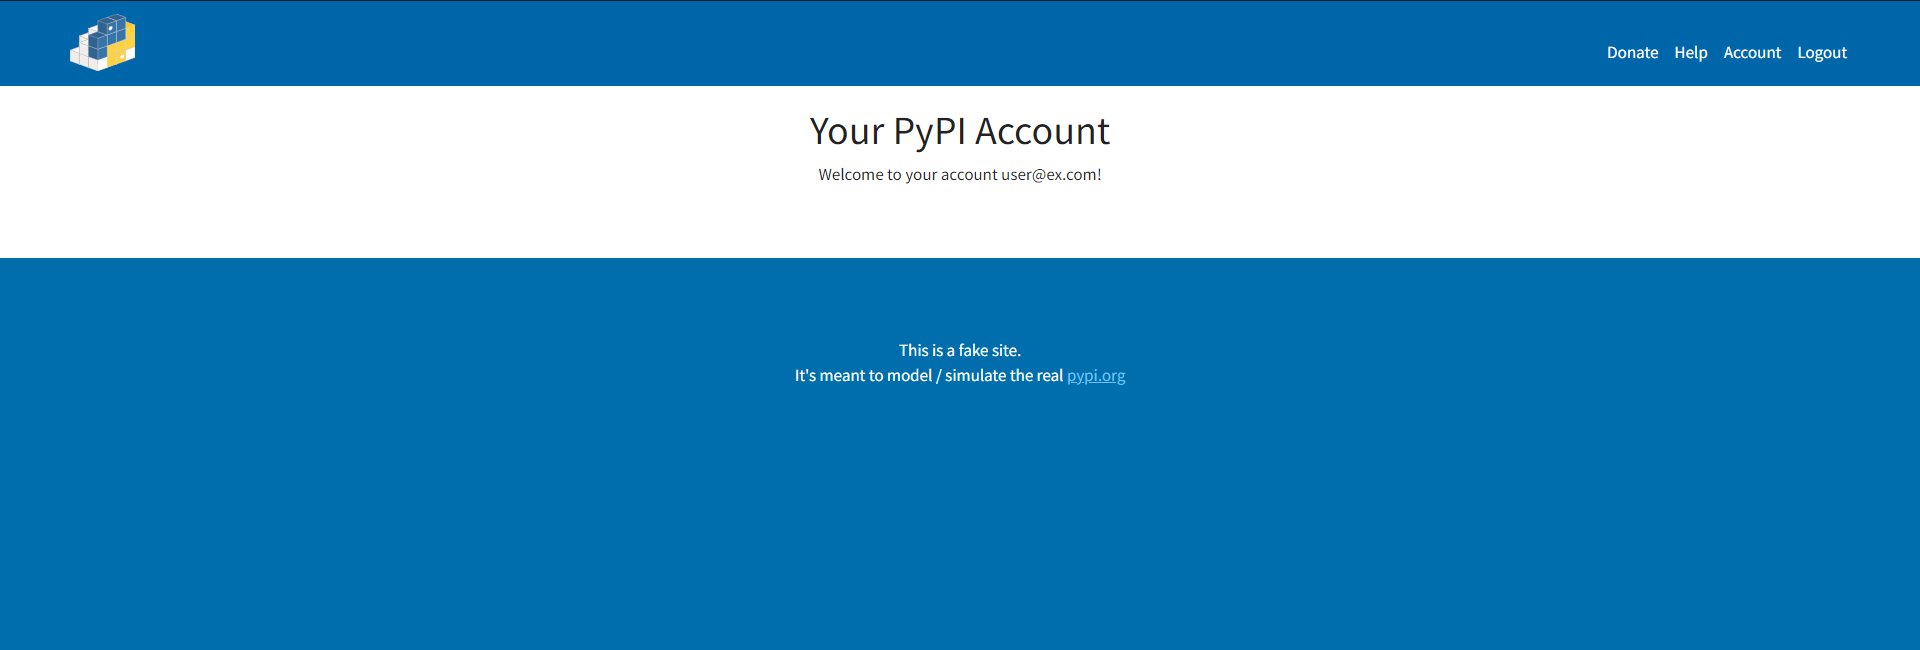 Donate Help Account Logout
Your PyPI Account
Welcome to your account user@ex.com!
This is a fake site.
It's meant to model / simulate the real pypi.org